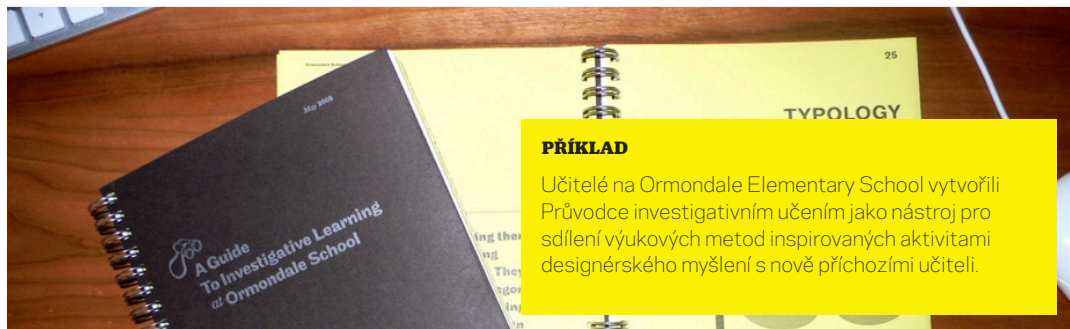 25
TYPOLOGY
May 2008
A Guide
To Investigative Learning
at Ormondale School
PŘÍKLAD
Učitelé na Ormondale Elementary School vytvořili
Průvodce investigativním učením jako nástroj pro
sdílení výukových metod inspirovaných aktivitami
designérského myšlení s nově příchozími učiteli.
They